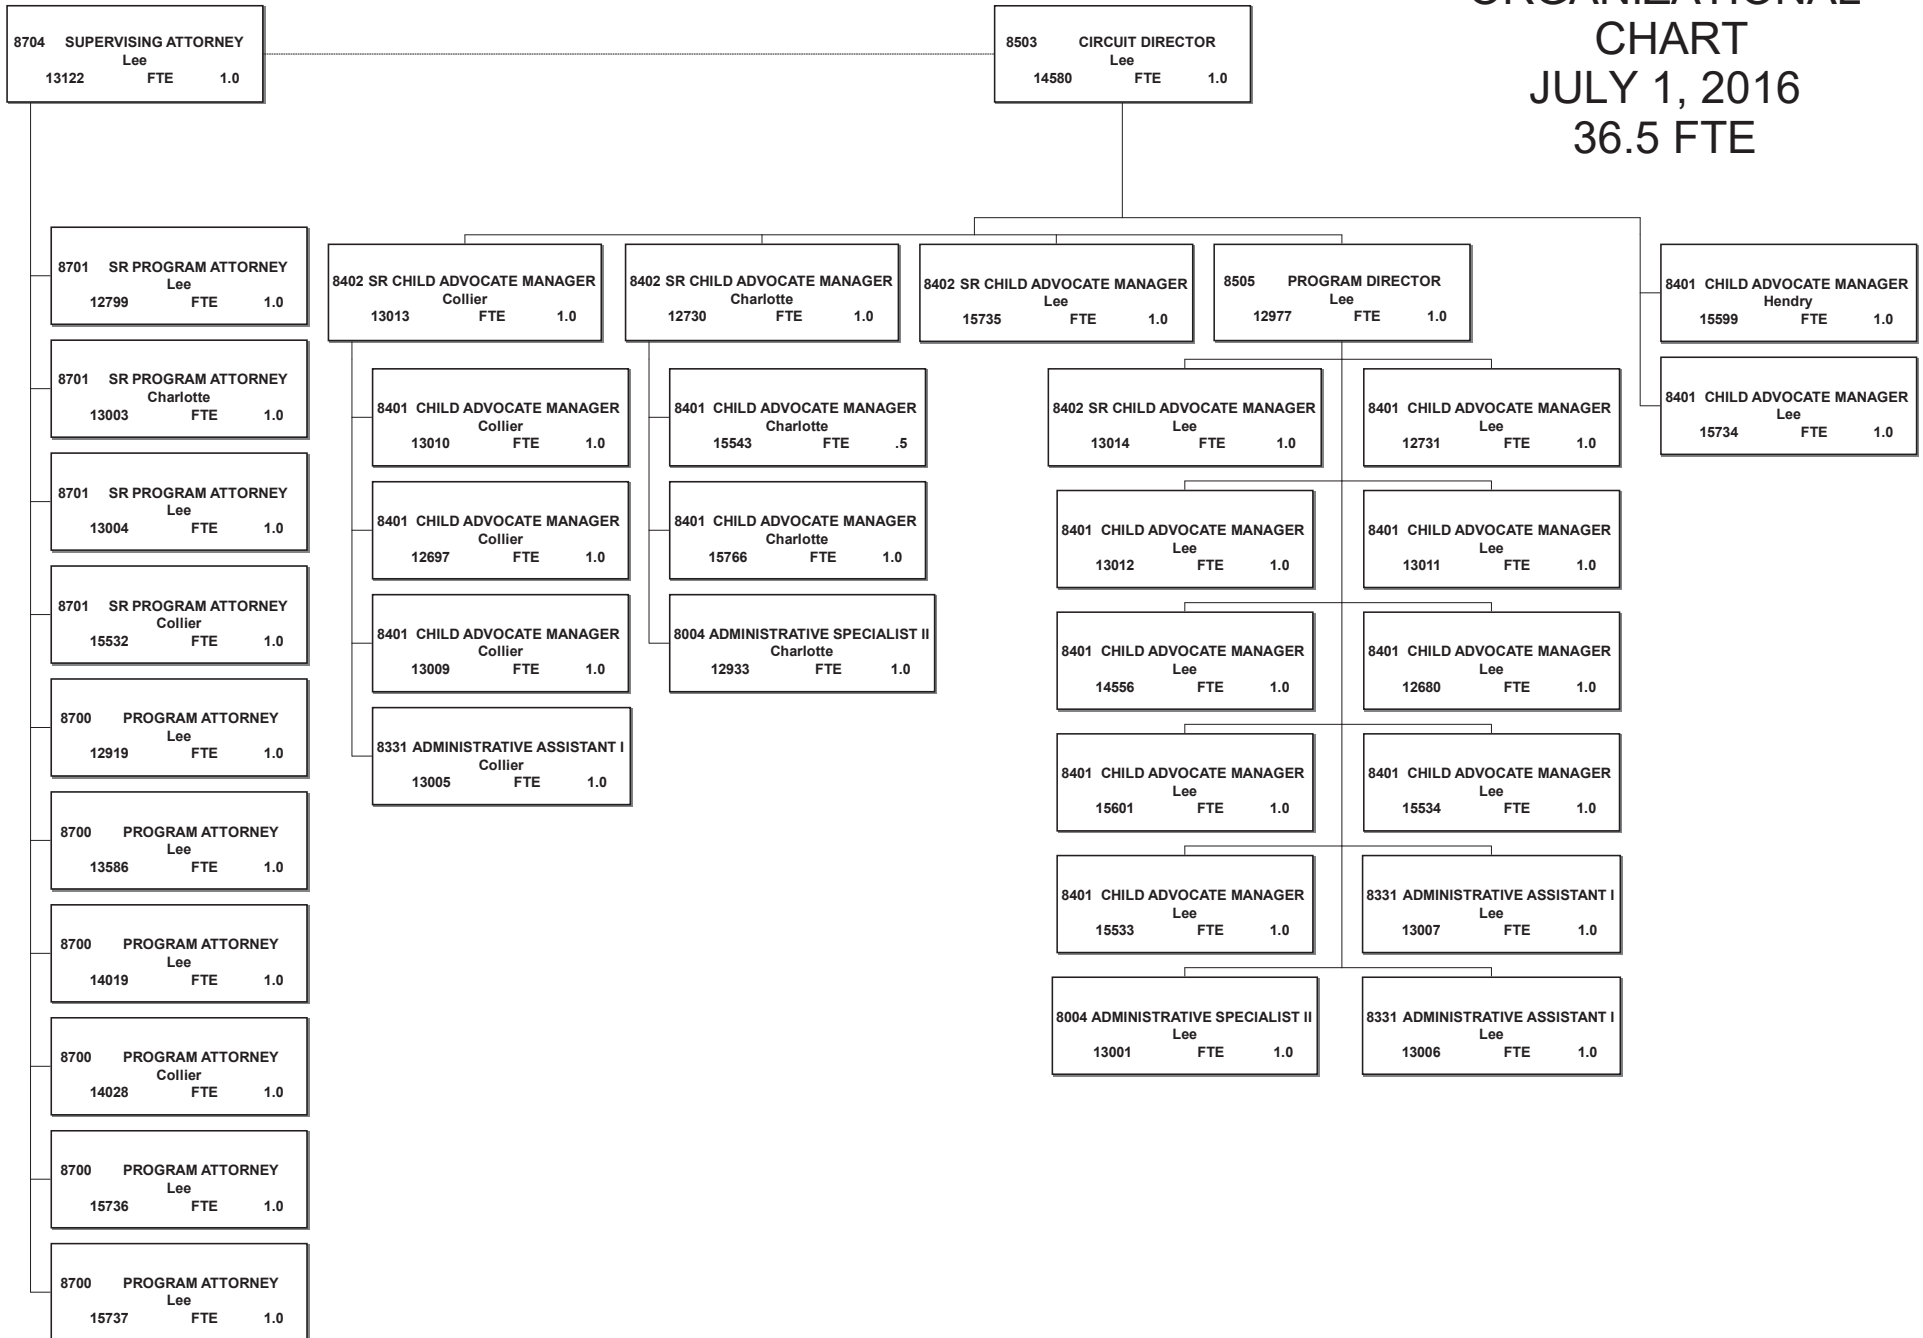 ORGANIZATIONAL
CHART
JULY 1, 2016
36.5 FTE
8704 SUPERVISING ATTORNEY
Lee
13122 FTE 1.0
8503 CIRCUIT DIRECTOR
Lee
14580 FTE 1.0
8701 SR PROGRAM ATTORNEY
Lee
12799 FTE 1.0
8701 SR PROGRAM ATTORNEY
Charlotte
13003 FTE 1.0
8701 SR PROGRAM ATTORNEY
Lee
13004 FTE 1.0
8701 SR PROGRAM ATTORNEY
Collier
15532 FTE 1.0
8700 PROGRAM ATTORNEY
Lee
12919 FTE 1.0
8700 PROGRAM ATTORNEY
Lee
13586 FTE 1.0
8700 PROGRAM ATTORNEY
Lee
14019 FTE 1.0
8700 PROGRAM ATTORNEY
Collier
14028 FTE 1.0
8700 PROGRAM ATTORNEY
Lee
15736 FTE 1.0
8700 PROGRAM ATTORNEY
Lee
15737 FTE 1.0
8402 SR CHILD ADVOCATE MANAGER
Collier
13013 FTE 1.0
8401 CHILD ADVOCATE MANAGER
Collier
13010 FTE 1.0
8401 CHILD ADVOCATE MANAGER
Collier
12697 FTE 1.0
8401 CHILD ADVOCATE MANAGER
Collier
13009 FTE 1.0
8331 ADMINISTRATIVE ASSISTANT I
Collier
13005 FTE 1.0
8402 SR CHILD ADVOCATE MANAGER
Charlotte
12730 FTE 1.0
8401 CHILD ADVOCATE MANAGER
Charlotte
15543 FTE .5
8401 CHILD ADVOCATE MANAGER
Charlotte
15766 FTE 1.0
8004 ADMINISTRATIVE SPECIALIST II
Charlotte
12933 FTE 1.0
8402 SR CHILD ADVOCATE MANAGER
Lee
15735 FTE 1.0
8505 PROGRAM DIRECTOR
Lee
12977 FTE 1.0
8402 SR CHILD ADVOCATE MANAGER
Lee
13014 FTE 1.0
8401 CHILD ADVOCATE MANAGER
Lee
12731 FTE 1.0
8401 CHILD ADVOCATE MANAGER
Lee
13012 FTE 1.0
8401 CHILD ADVOCATE MANAGER
Lee
13011 FTE 1.0
8401 CHILD ADVOCATE MANAGER
Lee
14556 FTE 1.0
8401 CHILD ADVOCATE MANAGER
Lee
12680 FTE 1.0
8401 CHILD ADVOCATE MANAGER
Lee
15601 FTE 1.0
8401 CHILD ADVOCATE MANAGER
Lee
15534 FTE 1.0
8401 CHILD ADVOCATE MANAGER
Lee
15533 FTE 1.0
8331 ADMINISTRATIVE ASSISTANT I
Lee
13007 FTE 1.0
8004 ADMINISTRATIVE SPECIALIST II
Lee
13001 FTE 1.0
8331 ADMINISTRATIVE ASSISTANT I
Lee
13006 FTE 1.0
8401 CHILD ADVOCATE MANAGER
Hendry
15599 FTE 1.0
8401 CHILD ADVOCATE MANAGER
Lee
15734 FTE 1.0